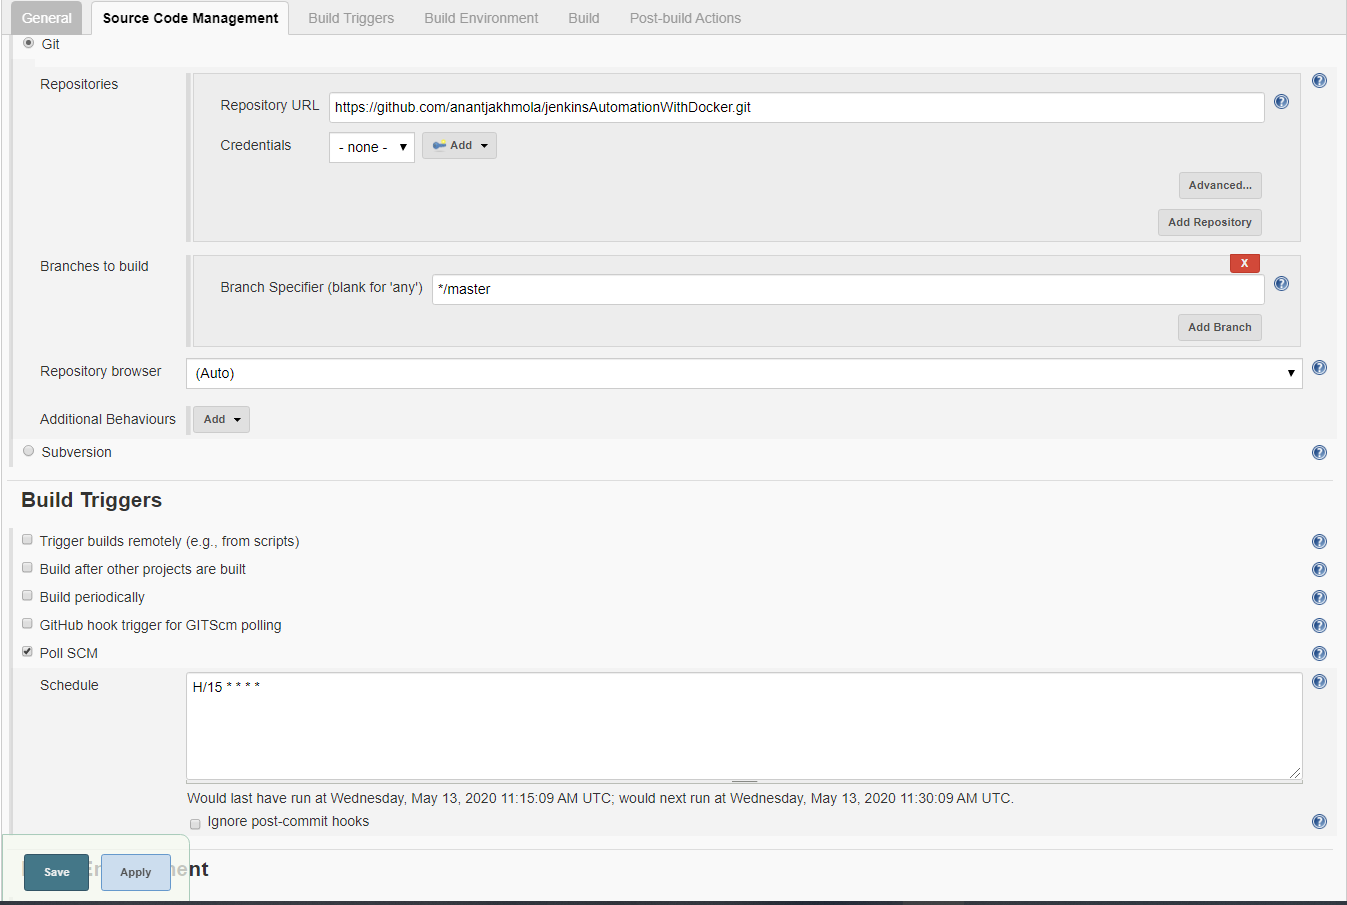 General Source Code Management Build Triggers Build Environment Build Post-build Actions
Git
Repositories
Repository URL https://github.com/anantjakhmola/jenkinsAutomationWithDocker.git
Credentials - none - Add
Advanced...
Add Repository
Branches to build
X
Branch Specifier (blank for 'any') */master
Add Branch
Repository browser (Auto)
Additional Behaviours Add
Subversion
Build Triggers
Trigger builds remotely (e.g., from scripts)
Build after other projects are built
Build periodically
GitHub hook trigger for GITScm polling
Poll SCM
Schedule H/15 * * * *
Would last have run at Wednesday, May 13, 2020 11:15:09 AM UTC; would next run at Wednesday, May 13, 2020 11:30:09 AM UTC.
Ignore post-commit hooks
Save Apply